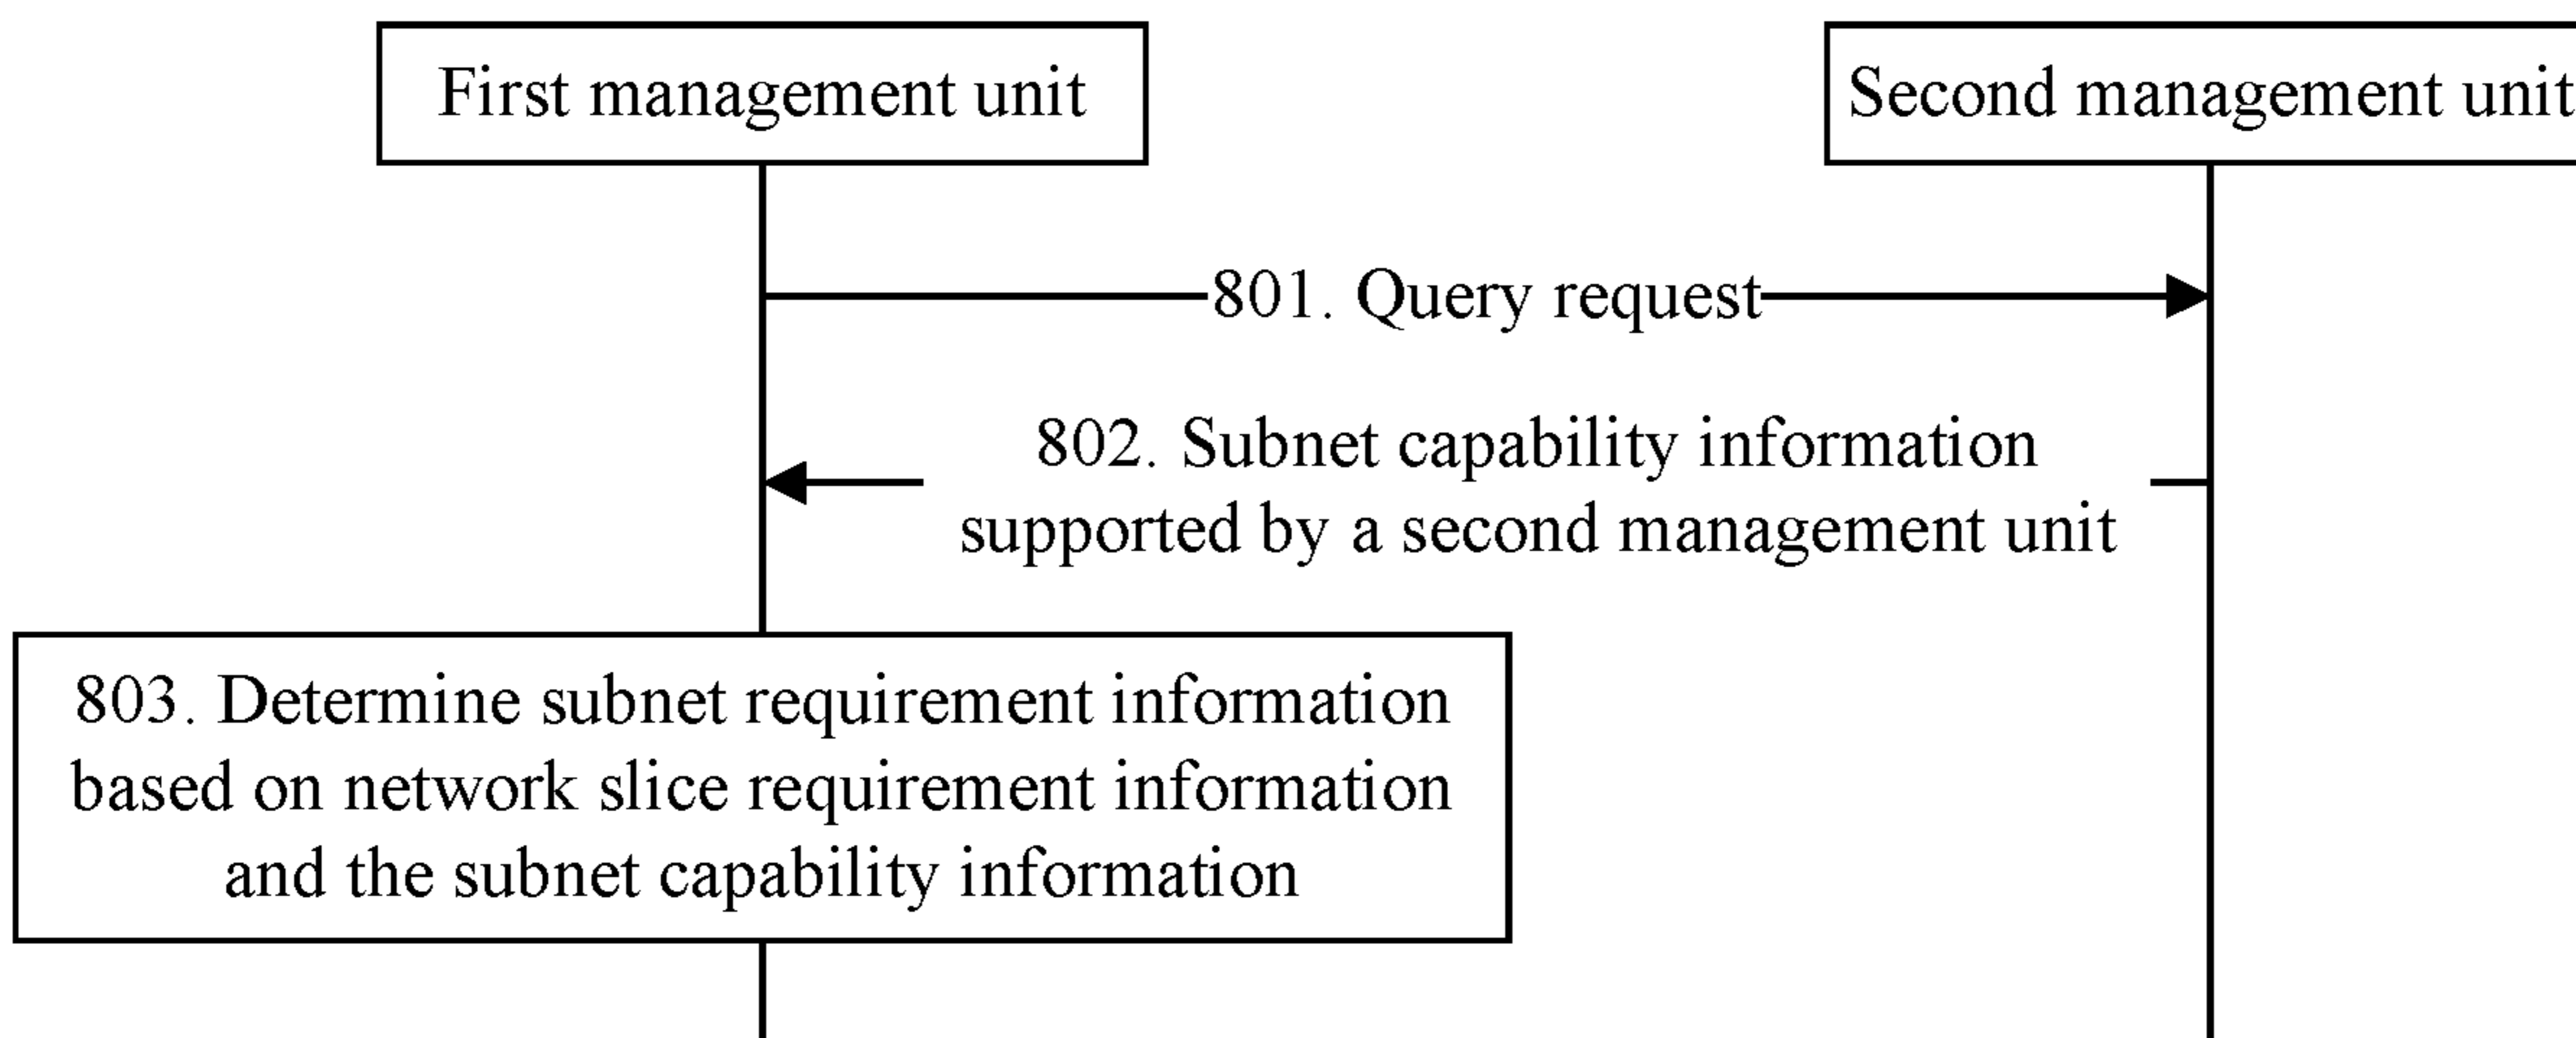 First management unit
Second management unit
801. Query request
802. Subnet capability information
supported by a second management unit
803. Determine subnet requirement information
based on network slice requirement information
and the subnet capability information